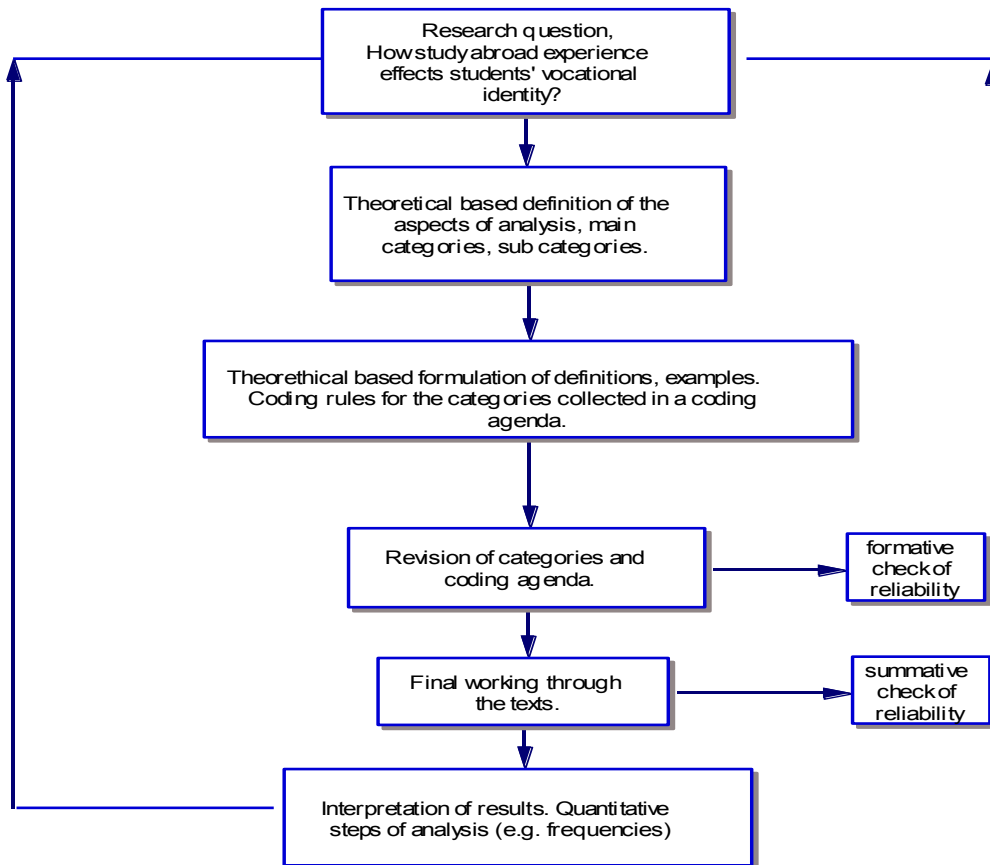 Research question,
How study abroad experience
effects students' vocational
identity?
Theoretical based definition of the
aspects of analysis, main
categories, sub categories.
Theorethical based formulation of definitions, examples.
Coding rules for the categories collected in a coding
agenda.
Revision of categories and
coding agenda.
formative
check of
reliability
Final working through
the texts.
summative
check of
reliability
Interpretation of results. Quantitative
steps of analysis (e.g. frequencies)